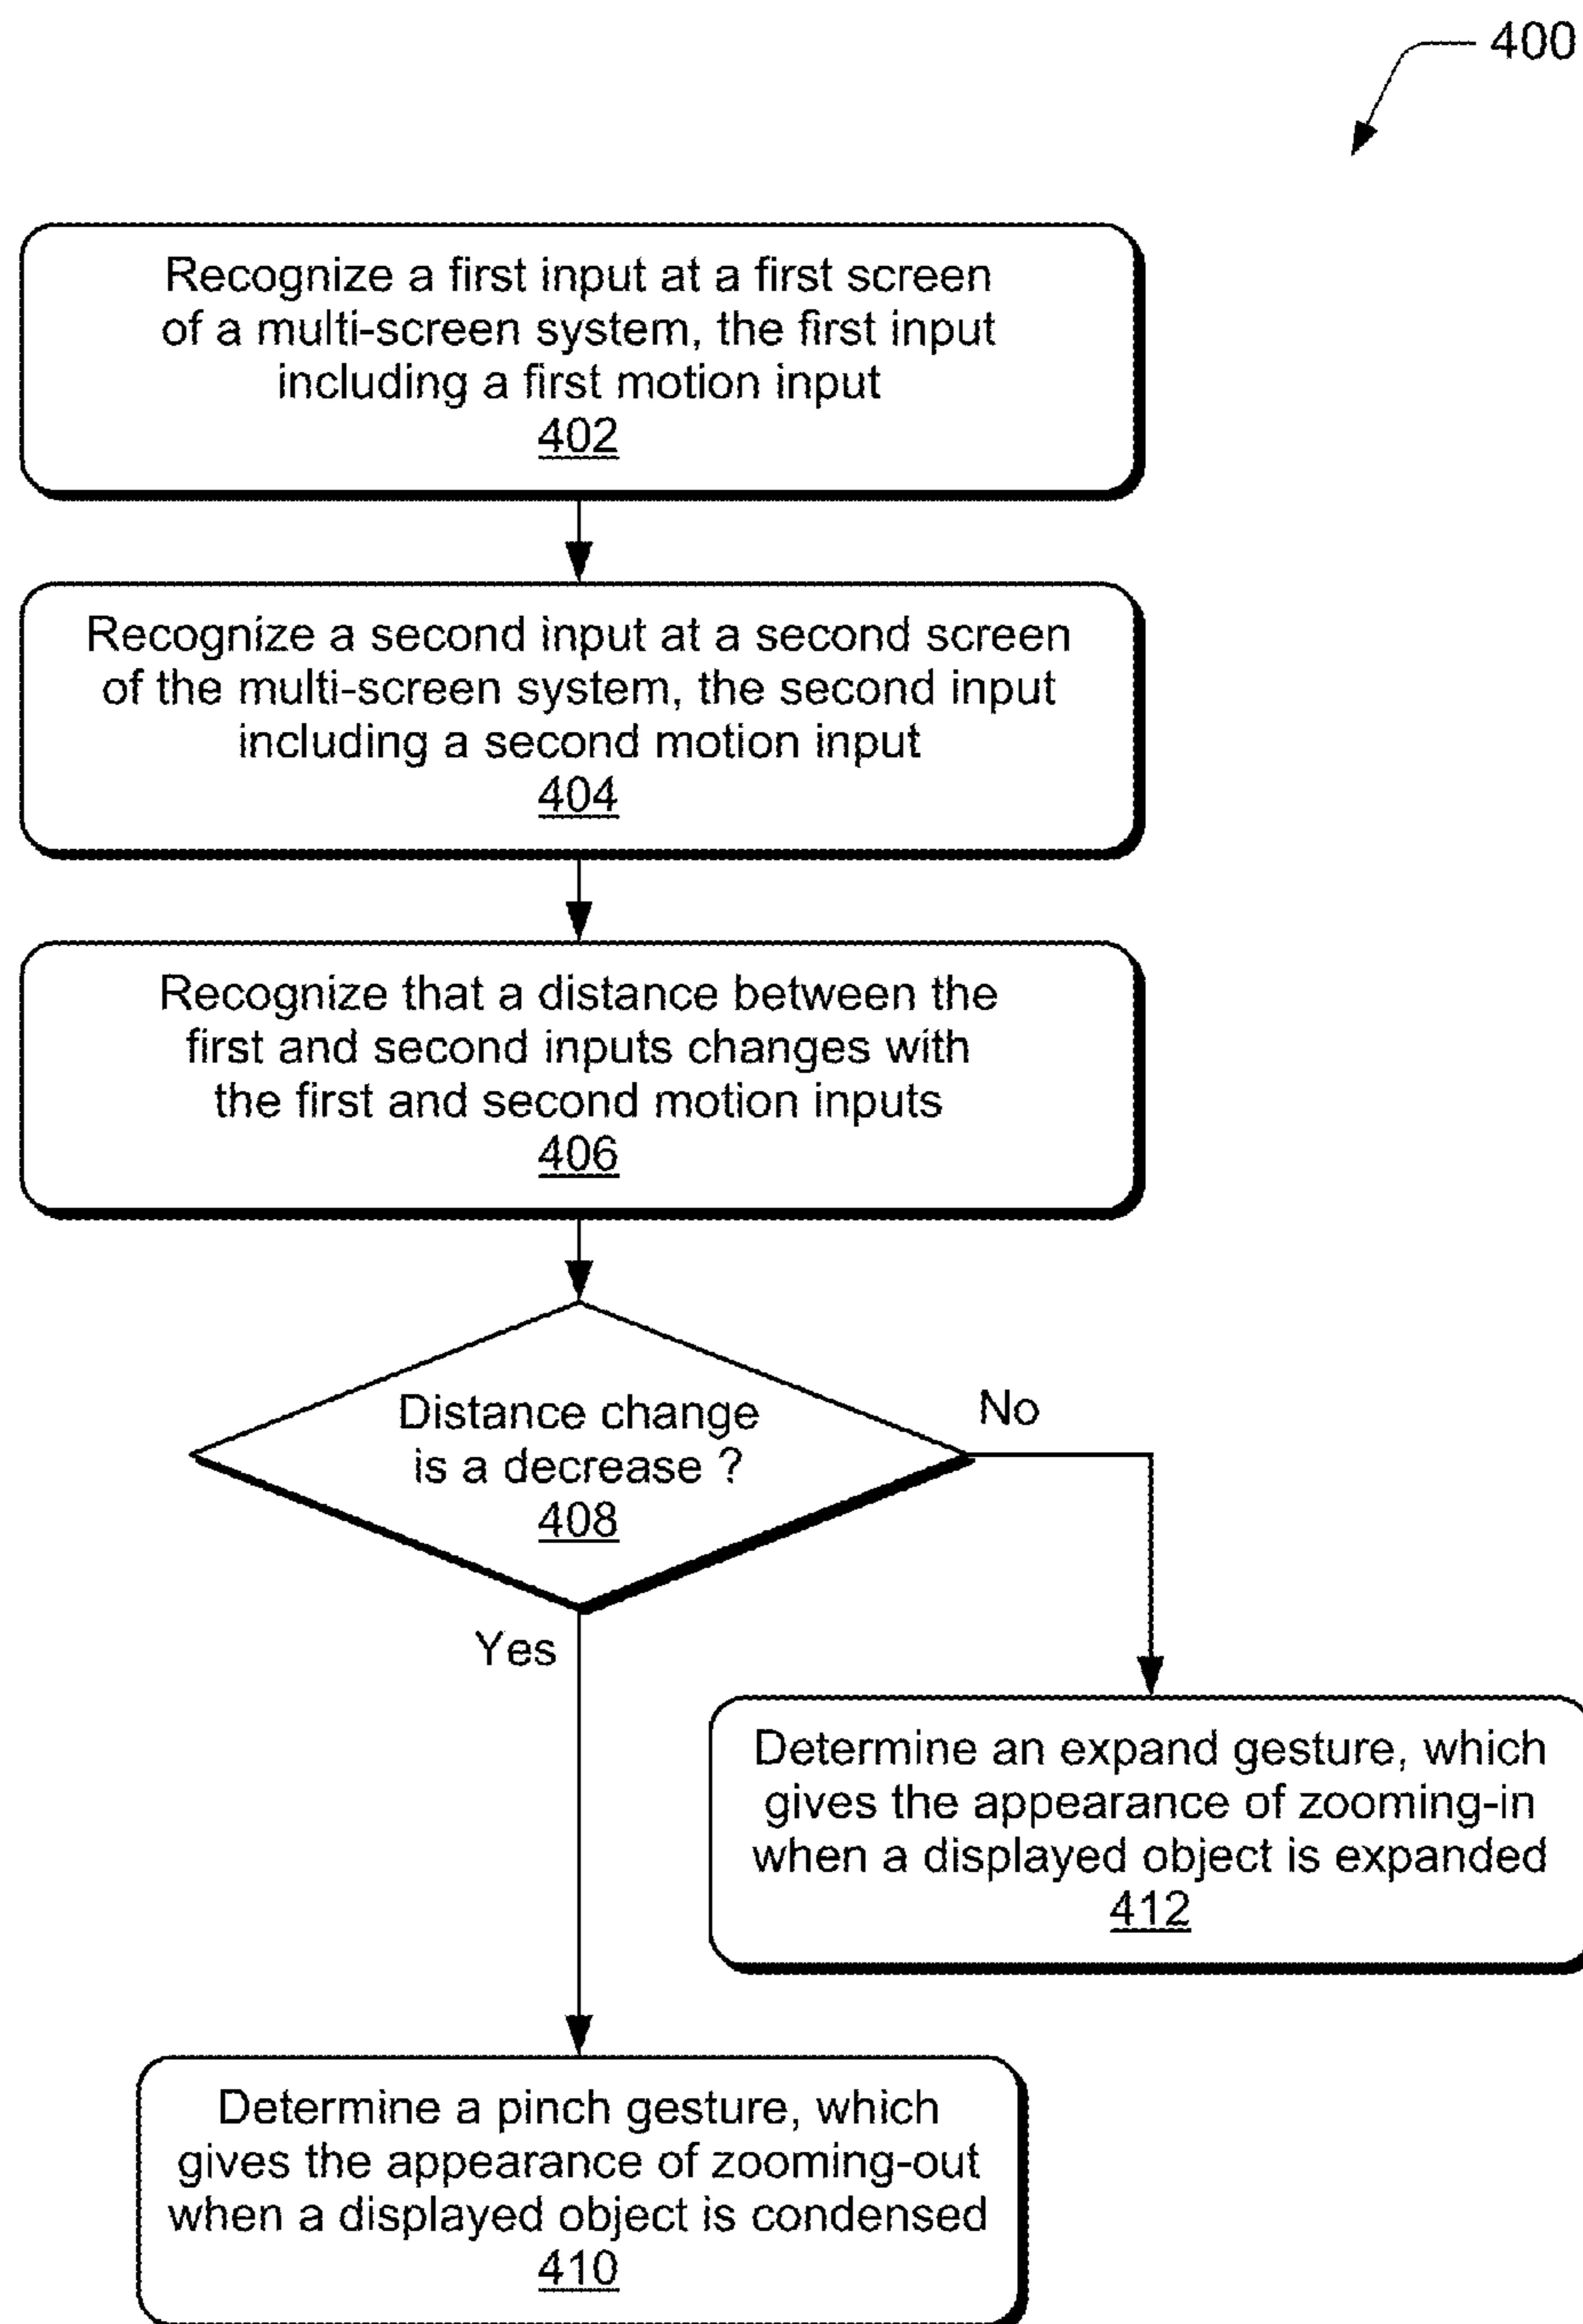 400
Recognize a first input at a first screen
of a multi-screen system, the first input
including a first motion input
402
Recognize a second input at a second screen
of the multi-screen system, the second input
including a second motion input
404
Recognize that a distance between the
first and second inputs changes with
the first and second motion inputs
406
Distance change
is a decrease ?
408
No
Yes
Determine an expand gesture, which
gives the appearance of zooming-in
when a displayed object is expanded
412
Determine a pinch gesture, which
gives the appearance of zooming-out
when a displayed object is condensed
410